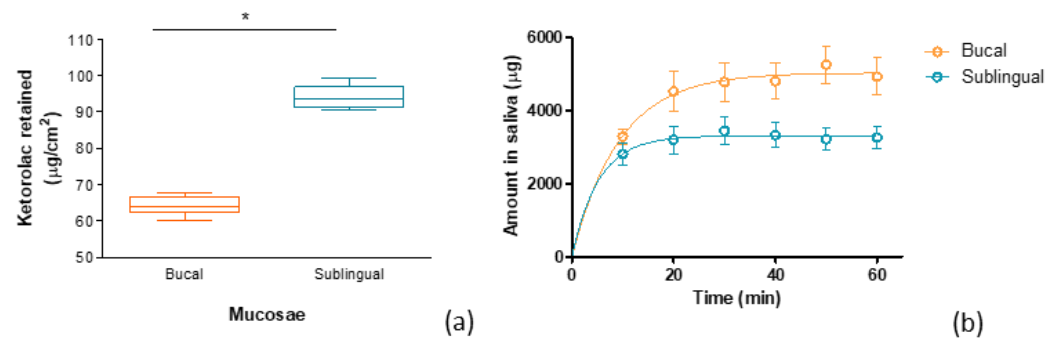 *
Ketorolac retained
(µg/cm²)
110
100
90
80
70
60
50
Bucal
Sublingual
Mucosae
(a)
Amount in saliva (µg)
6000
4000
2000
0
0
20
40
60
Time (min)
Bucal
Sublingual
(b)